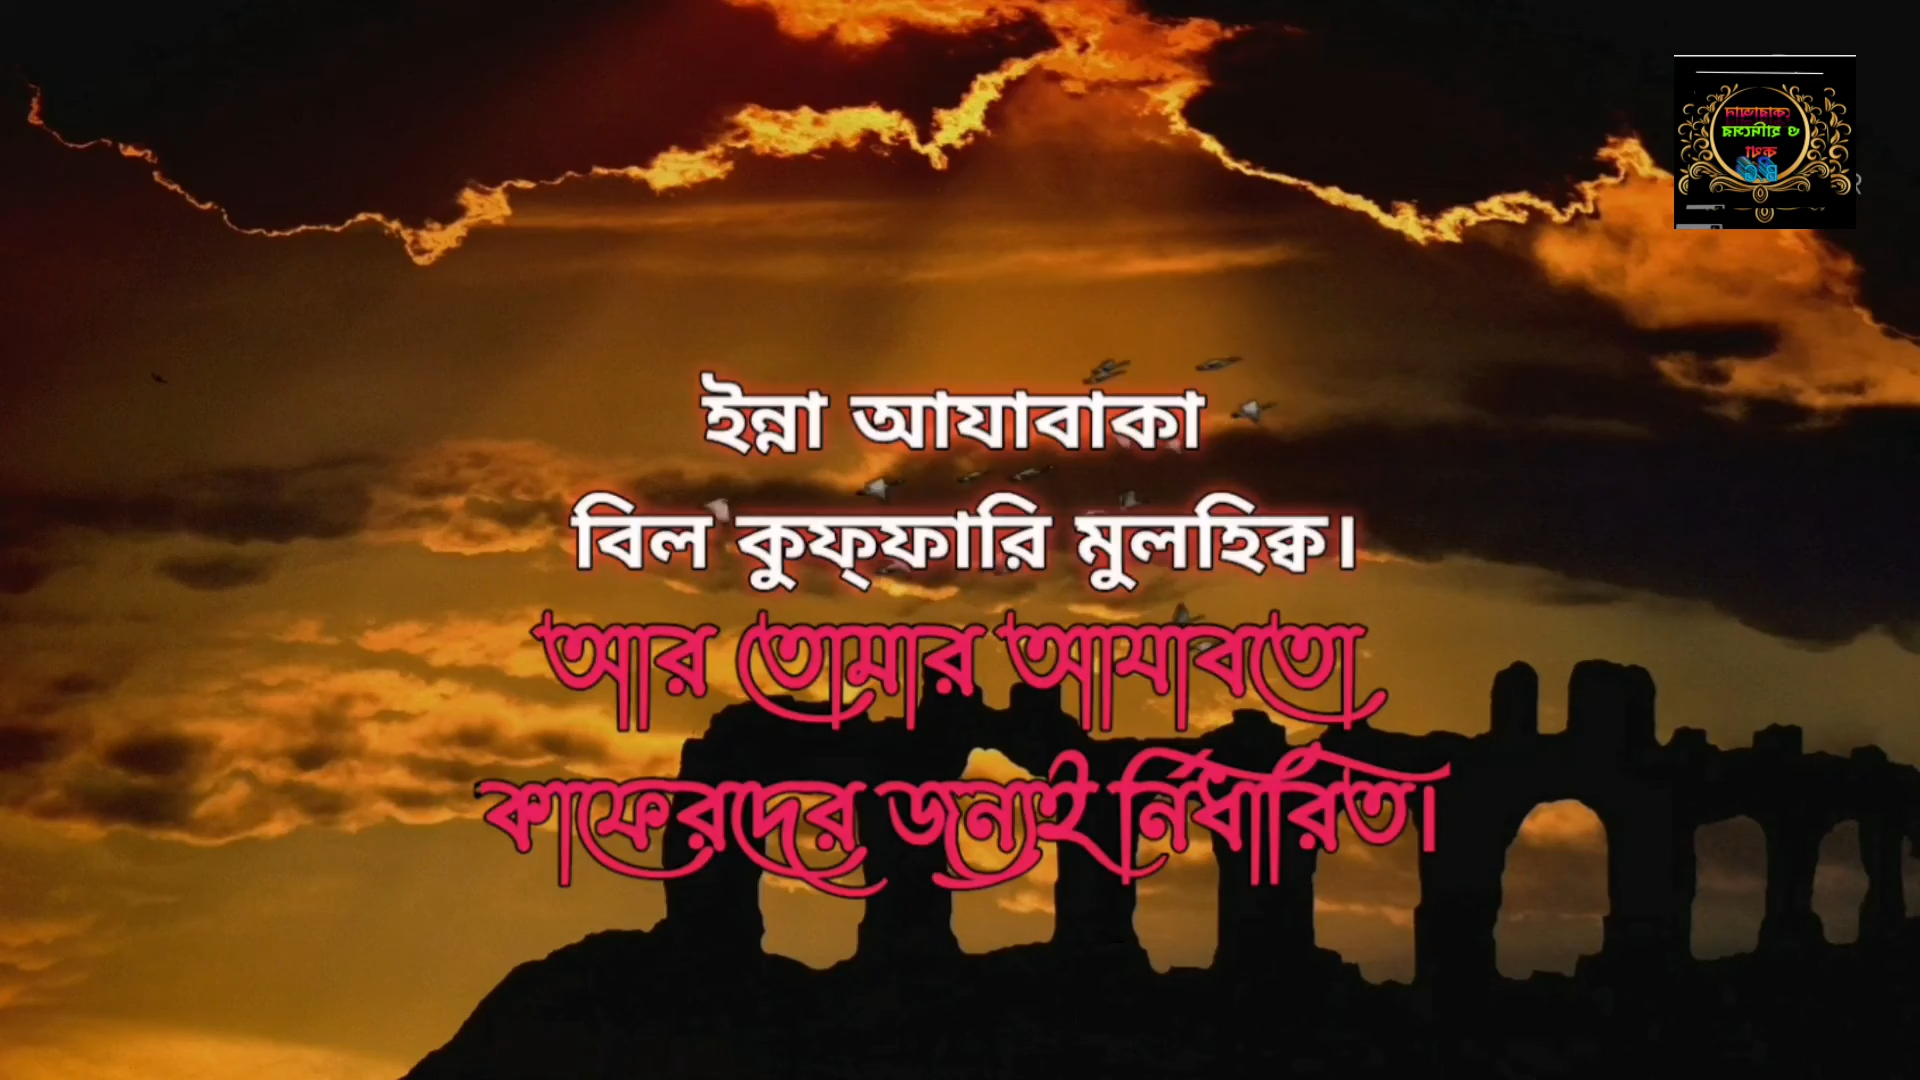 ইন্না আযাবাকা
বিল কুফ্ফারি মুলহিক্ব।
আর তোমার আযাবতো
কাফেরদের জন্যই নির্ধারিত।